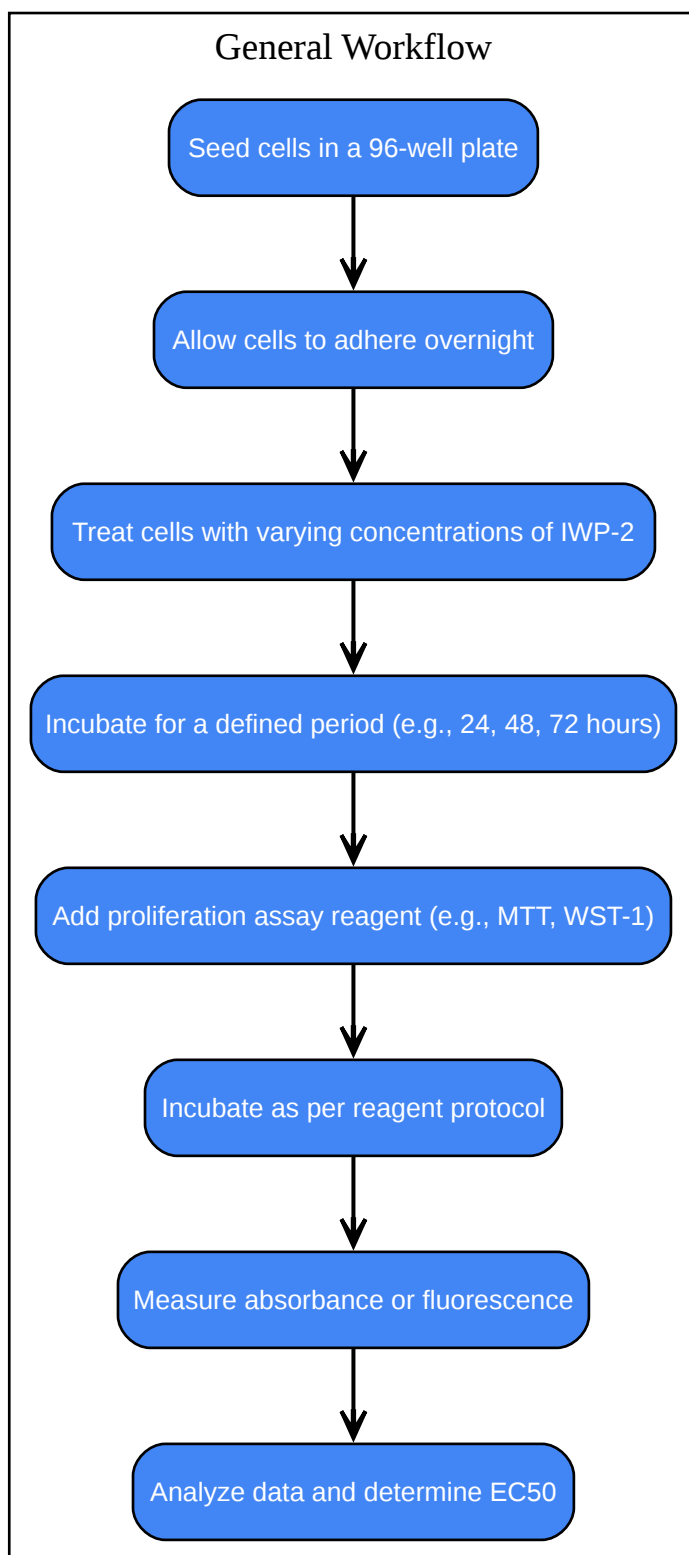 General Workflow
Seed cells in a 96-well plate
Allow cells to adhere overnight
Treat cells with varying concentrations of IWP-2
Incubate for a defined period (e.g., 24, 48, 72 hours)
Add proliferation assay reagent (e.g., MTT, WST-1)
Incubate as per reagent protocol
Measure absorbance or fluorescence
Analyze data and determine EC50